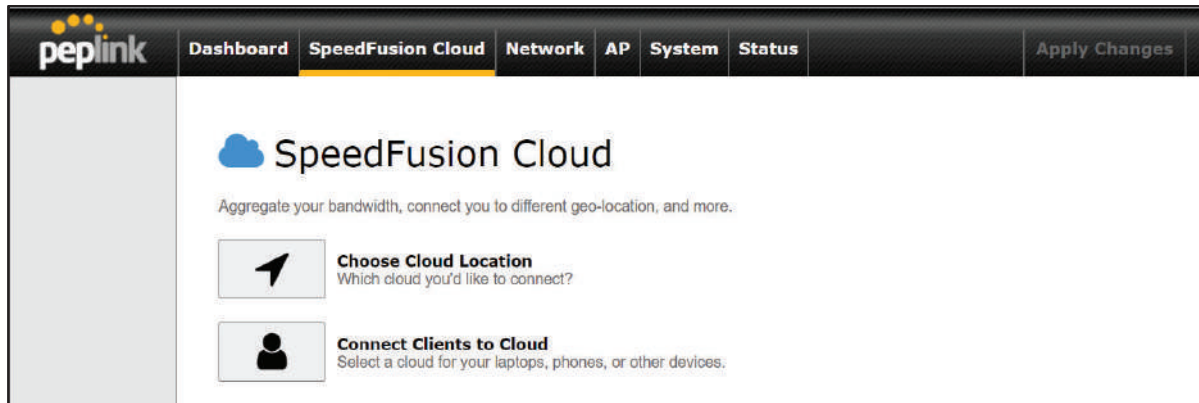 peplink Dashboard SpeedFusion Cloud Network AP System Status Apply Changes
SpeedFusion Cloud
Aggregate your bandwidth, connect you to different geo-location, and more.
Choose Cloud Location
Which cloud you'd like to connect?
Connect Clients to Cloud
Select a cloud for your laptops, phones, or other devices.